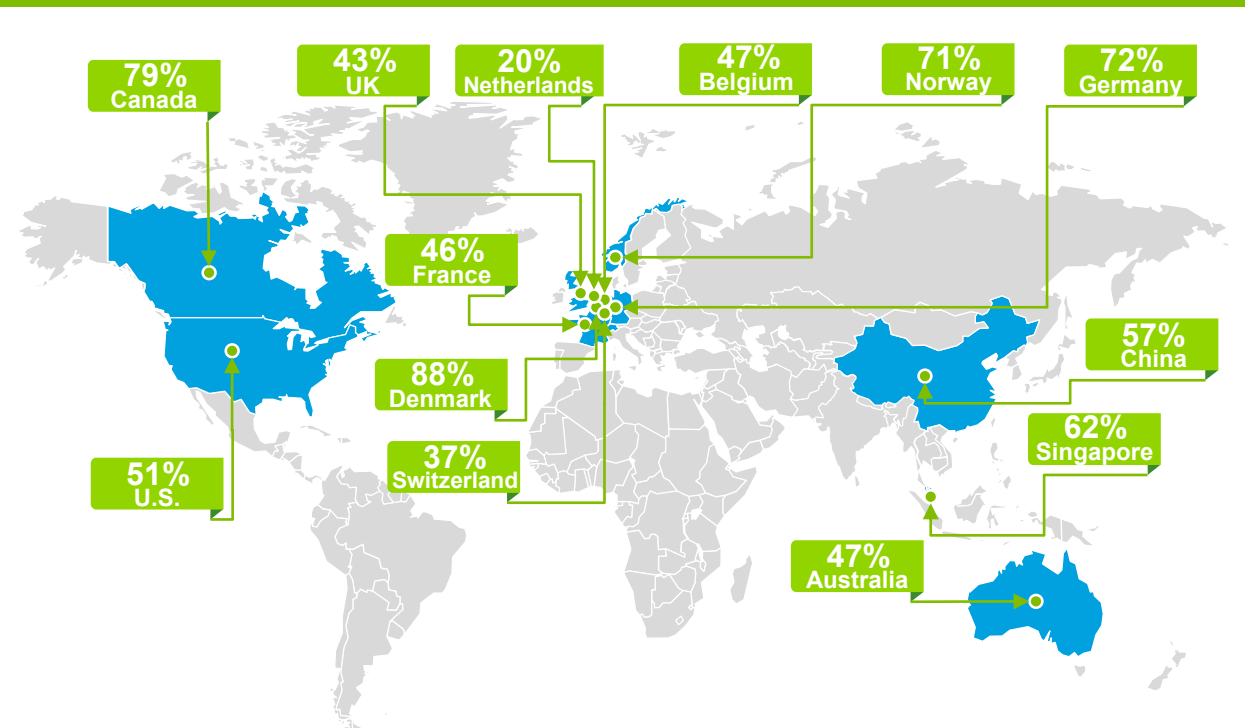 79%
Canada
43%
UK
20%
Netherlands
47%
Belgium
71%
Norway
72%
Germany
46%
France
57%
China
88%
Denmark
62%
Singapore
37%
Switzerland
51%
U.S.
47%
Australia